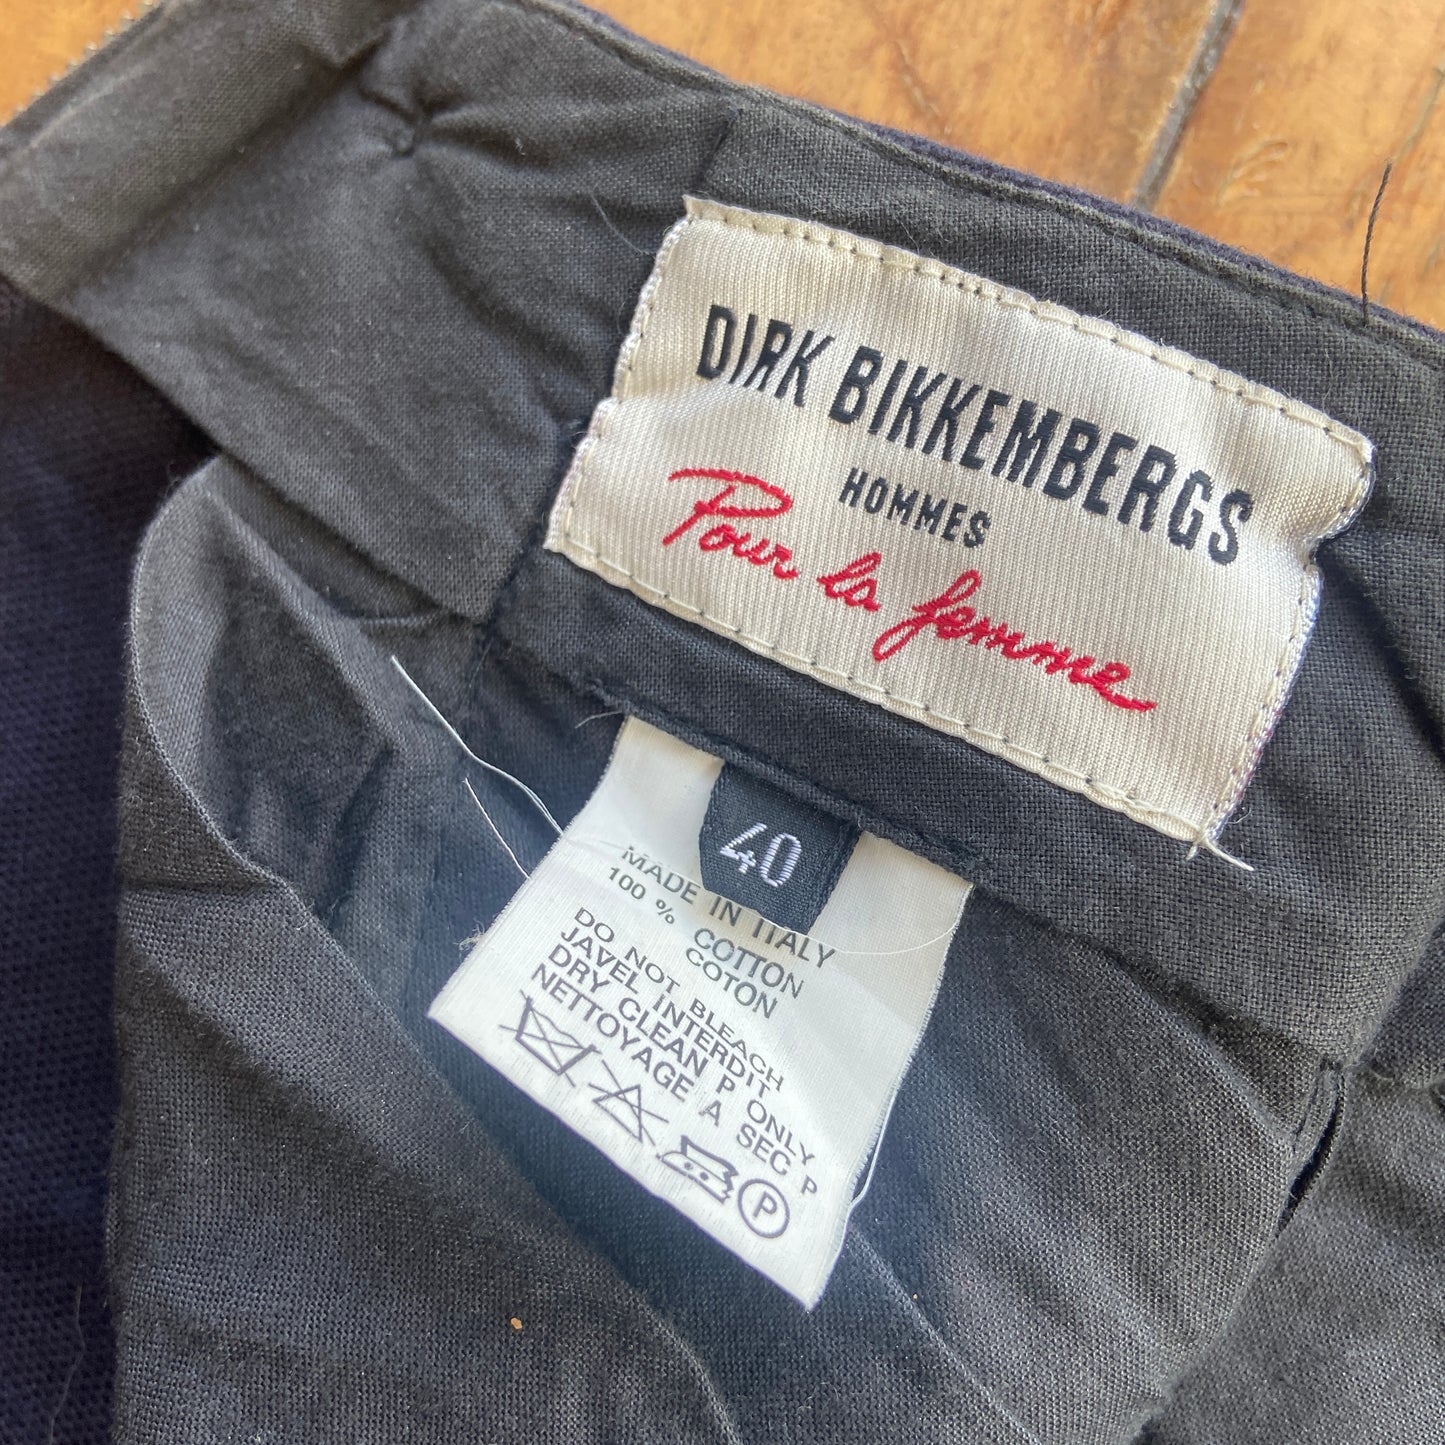 DIRK BIKKEMBERGS
HOMMES
Pour la femme
40
MADE IN ITALY
100 % COTTON
COTON
DO NOT BLEACH
JAVEL INTERDIT
DRY CLEAN P ONLY
NETTOYAGE A SEC P
P